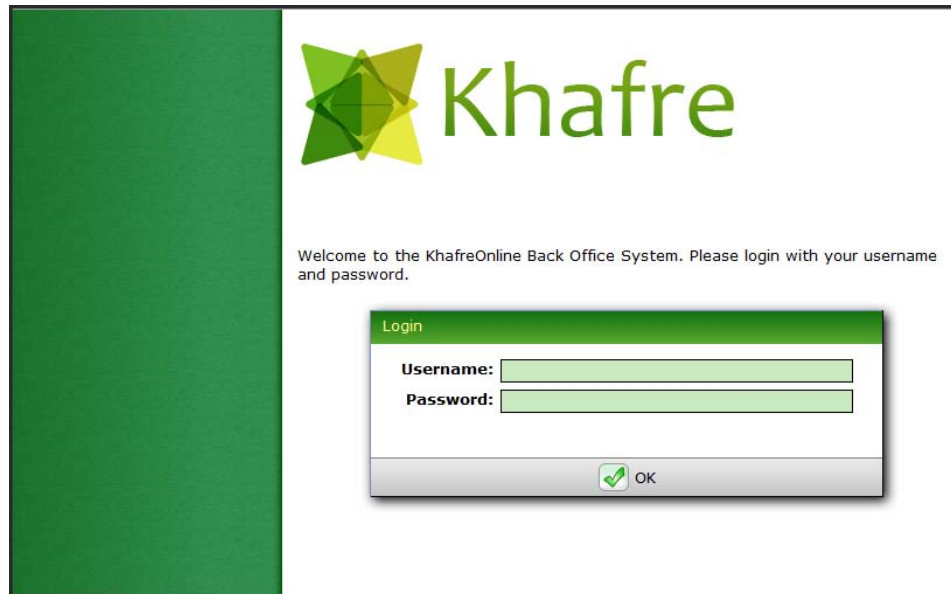 Khafre
Welcome to the KhafreOnline Back Office System. Please login with your username
and password.
Login
Username:
Password:
OK